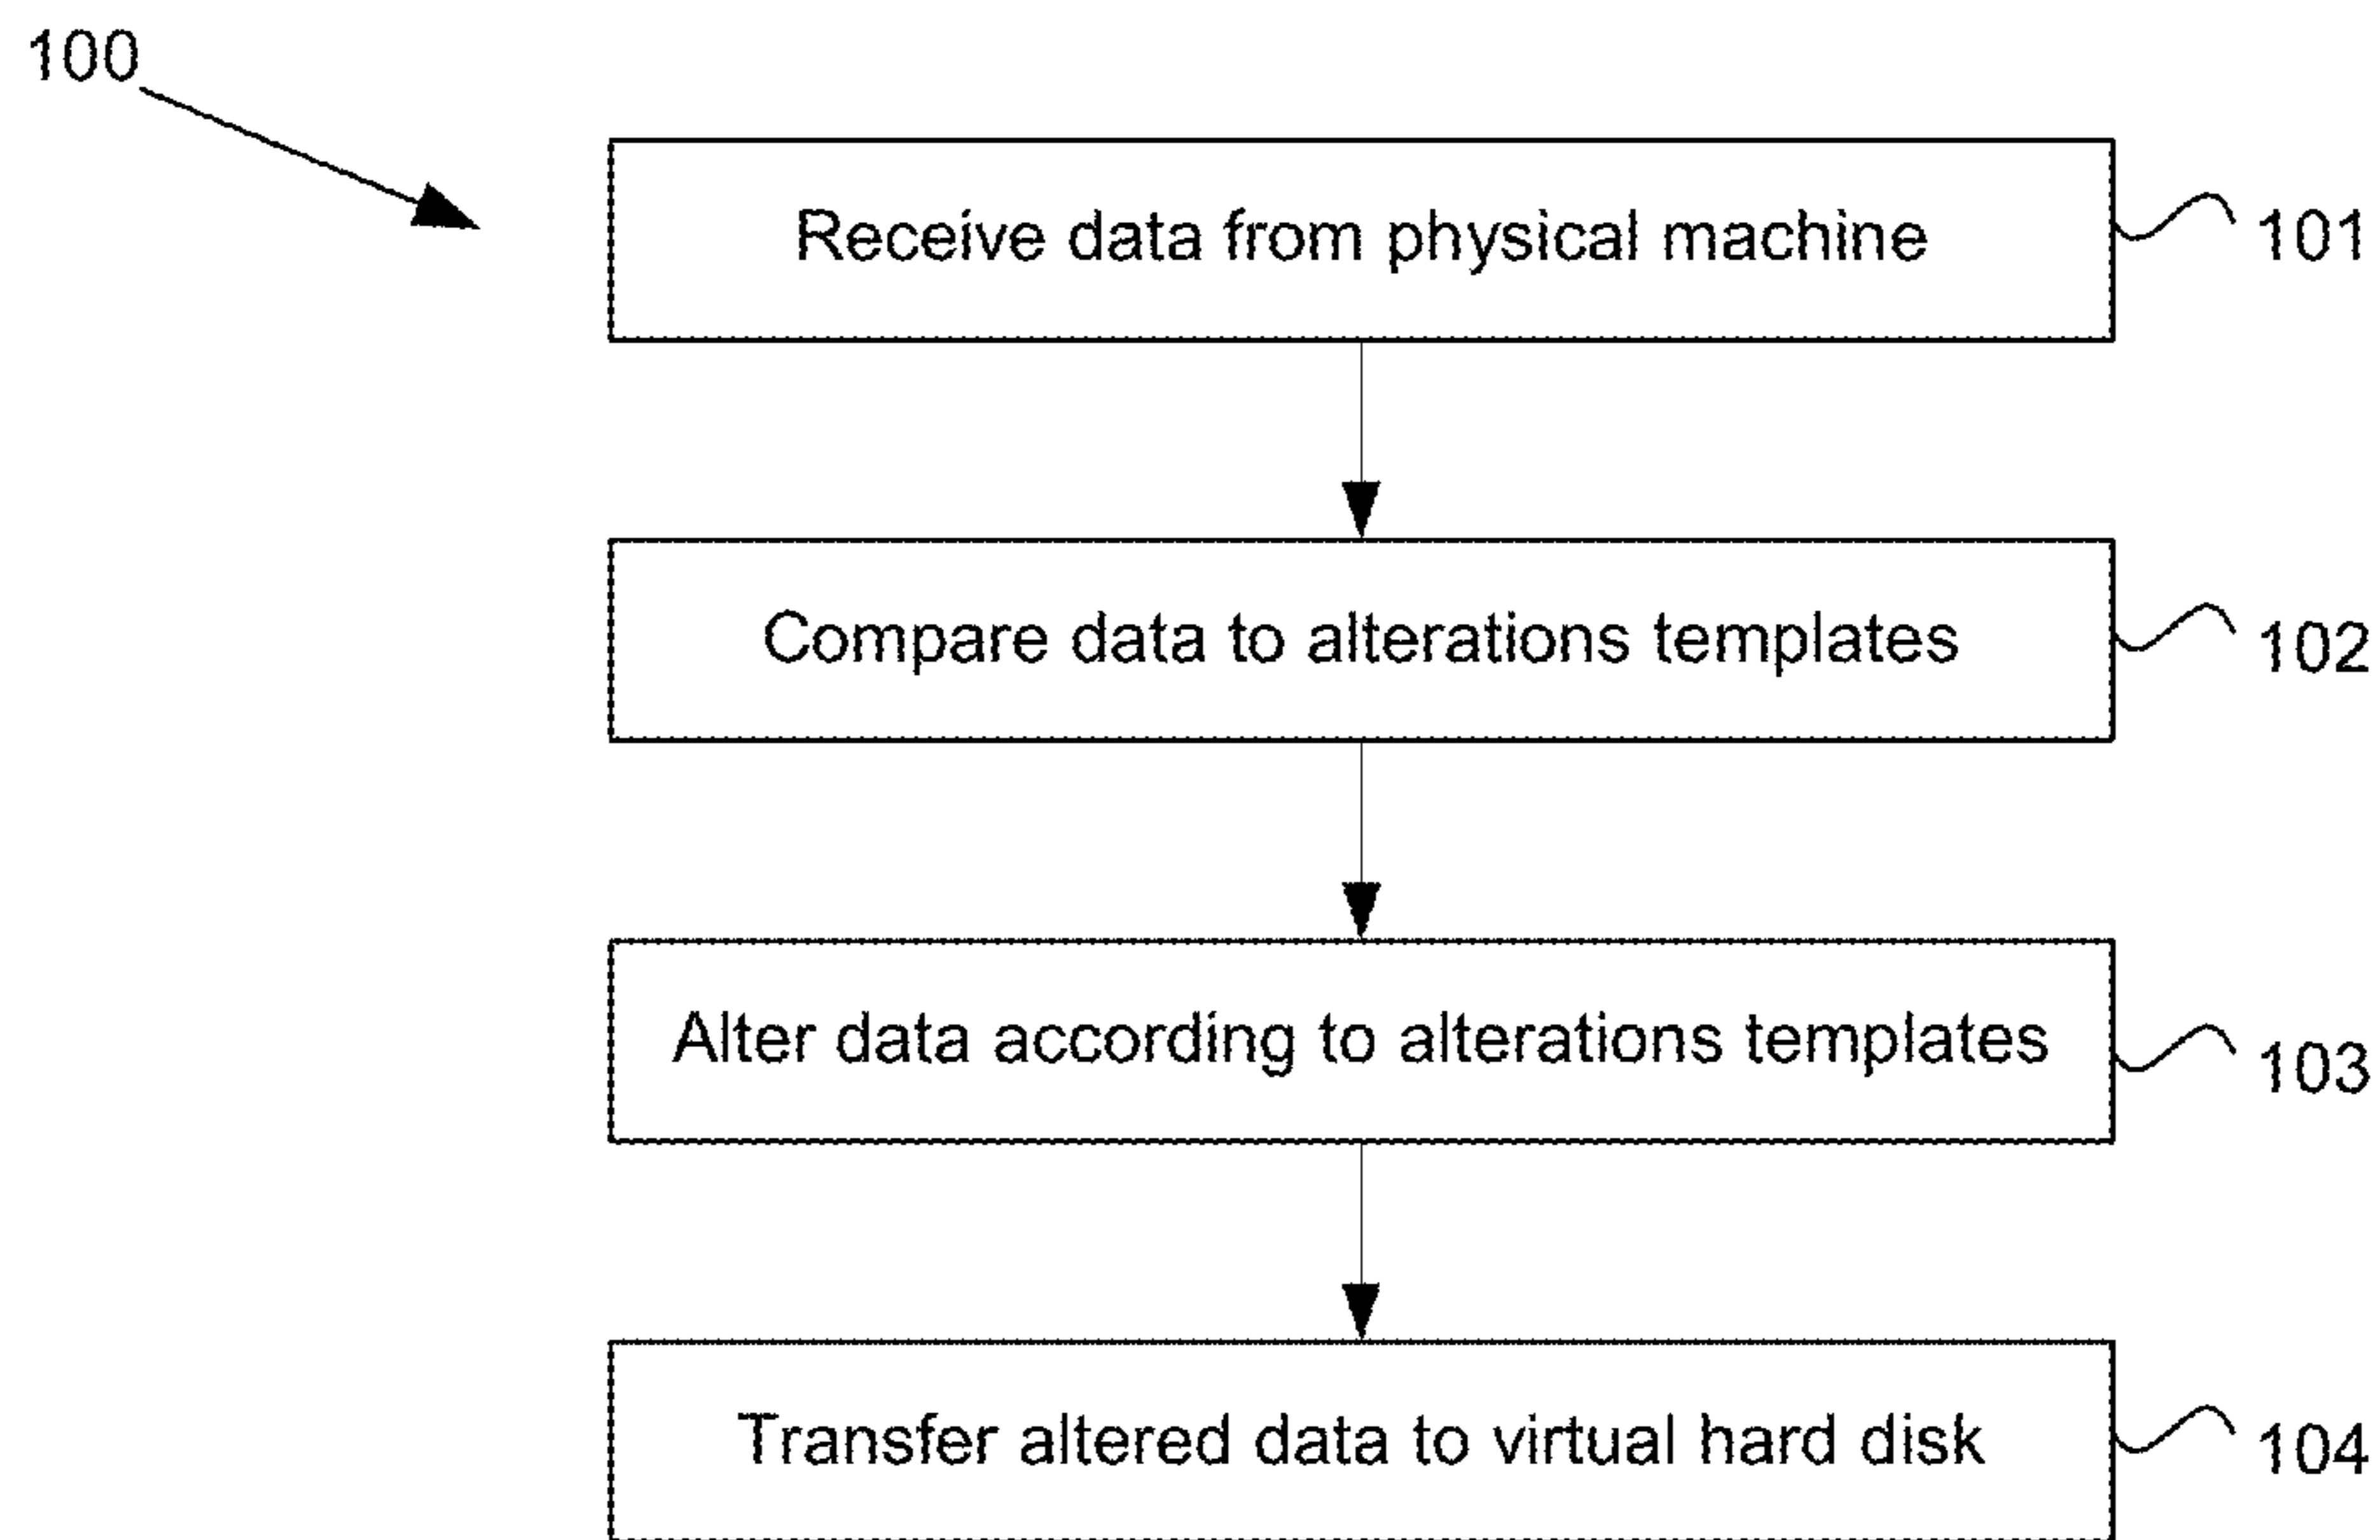 100
Receive data from physical machine
101
Compare data to alterations templates
102
Alter data according to alterations templates
103
Transfer altered data to virtual hard disk
104